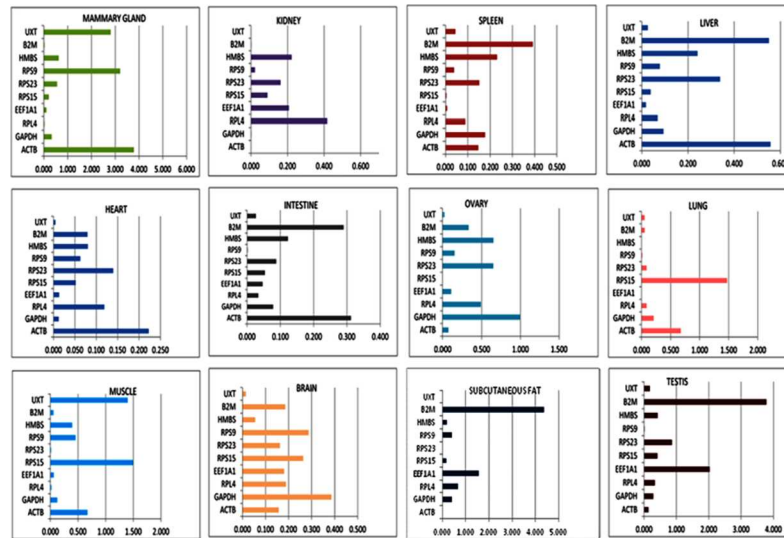 MAMMARY GLAND
UXT
B2M
HMBS
RPS9
RPS23
RPS15
EEF1A1
RPL4
GAPDH
ACTB
0.000 1.000 2.000 3.000 4.000 5.000
KIDNEY
UXT
B2M
HMBS
RPS9
RPS23
RPS15
EEF1A1
RPL4
GAPDH
ACTB
0.000 0.200 0.400 0.600
SPLEEN
UXT
B2M
HMBS
RPS9
RPS23
RPS15
EEF1A1
RPL4
GAPDH
ACTB
0.000 0.100 0.200 0.300 0.400 0.500
LIVER
UXT
B2M
HMBS
RPS9
RPS23
RPS15
EEF1A1
RPL4
GAPDH
ACTB
0.000 0.200 0.400 0.60
HEART
UXT
B2M
HMBS
RPS9
RPS23
RPS15
EEF1A1
RPL4
GAPDH
ACTB
0.000 0.050 0.100 0.150 0.200 0.250
INTESTINE
UXT
B2M
HMBS
RPS9
RPS23
RPS15
EEF1A1
RPL4
GAPDH
ACTB
0.000 0.100 0.200 0.300 0.400
OVARY
UXT
B2M
HMBS
RPS9
RPS23
RPS15
EEF1A1
RPL4
GAPDH
ACTB
0.000 0.500 1.000 1.500
LUNG
UXT
B2M
HMBS
RPS9
RPS23
RPS15
EEF1A1
RPL4
GAPDH
ACTB
0.000 0.500 1.000 1.500 2.000
MUSCLE
UXT
B2M
HMBS
RPS9
RPS23
RPS15
EEF1A1
RPL4
GAPDH
ACTB
0.000 0.500 1.000 1.500 2.000
BRAIN
UXT
B2M
HMBS
RPS9
RPS23
RPS15
EEF1A1
RPL4
GAPDH
ACTB
0.000 0.100 0.200 0.300 0.400 0.500
SUBCUTANEOUS FAT
UXT
B2M
HMBS
RPS9
RPS23
RPS15
EEF1A1
RPL4
GAPDH
ACTB
0.000 1.000 2.000 3.000 4.000 5.000
TESTIS
UXT
B2M
HMBS
RPS9
RPS23
RPS15
EEF1A1
RPL4
GAPDH
ACTB
0.000 1.000 2.000 3.000 4.000